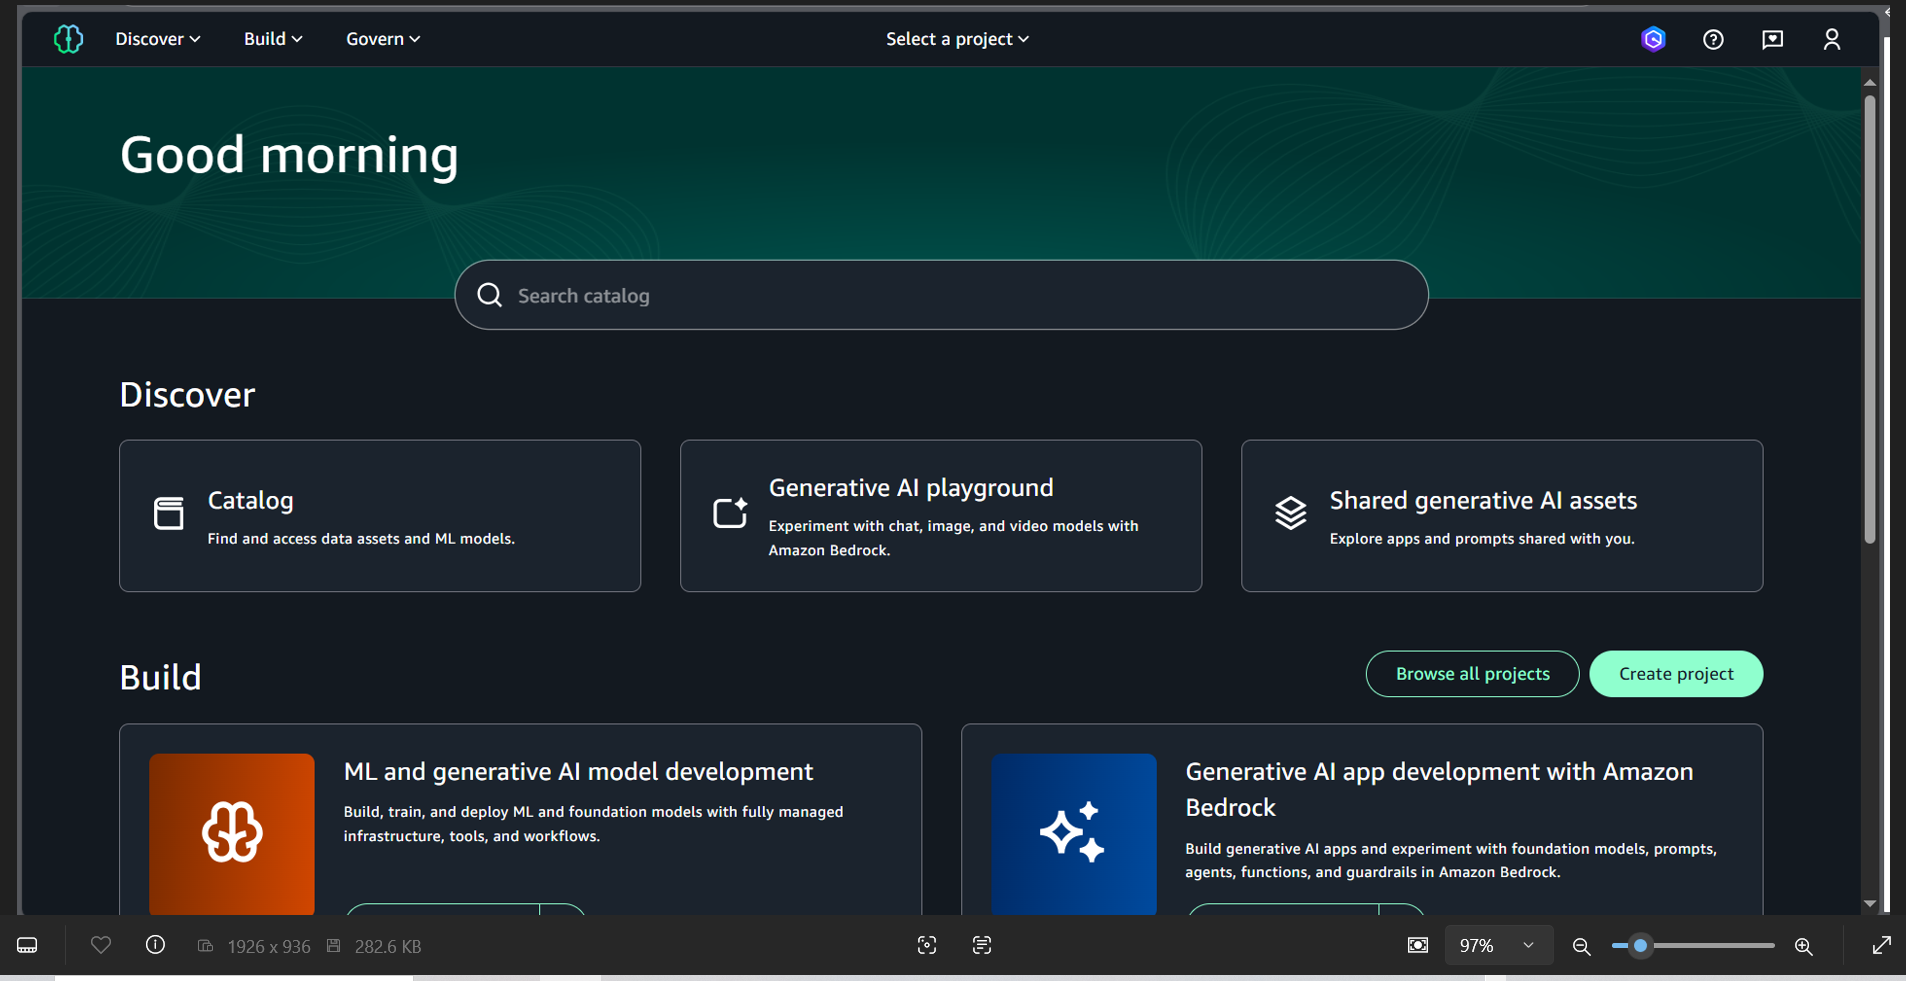 Discover
Build
Govern
Select a project
Good morning
Search catalog
Discover
Catalog
Find and access data assets and ML models.
Generative AI playground
Experiment with chat, image, and video models with
Amazon Bedrock.
Shared generative AI assets
Explore apps and prompts shared with you.
Build
Browse all projects
Create project
ML and generative AI model development
Build, train, and deploy ML and foundation models with fully managed
infrastructure, tools, and workflows.
Generative AI app development with Amazon
Bedrock
Build generative AI apps and experiment with foundation models, prompts,
agents, functions, and guardrails in Amazon Bedrock.
1926 x 936
282.6 KB
97%